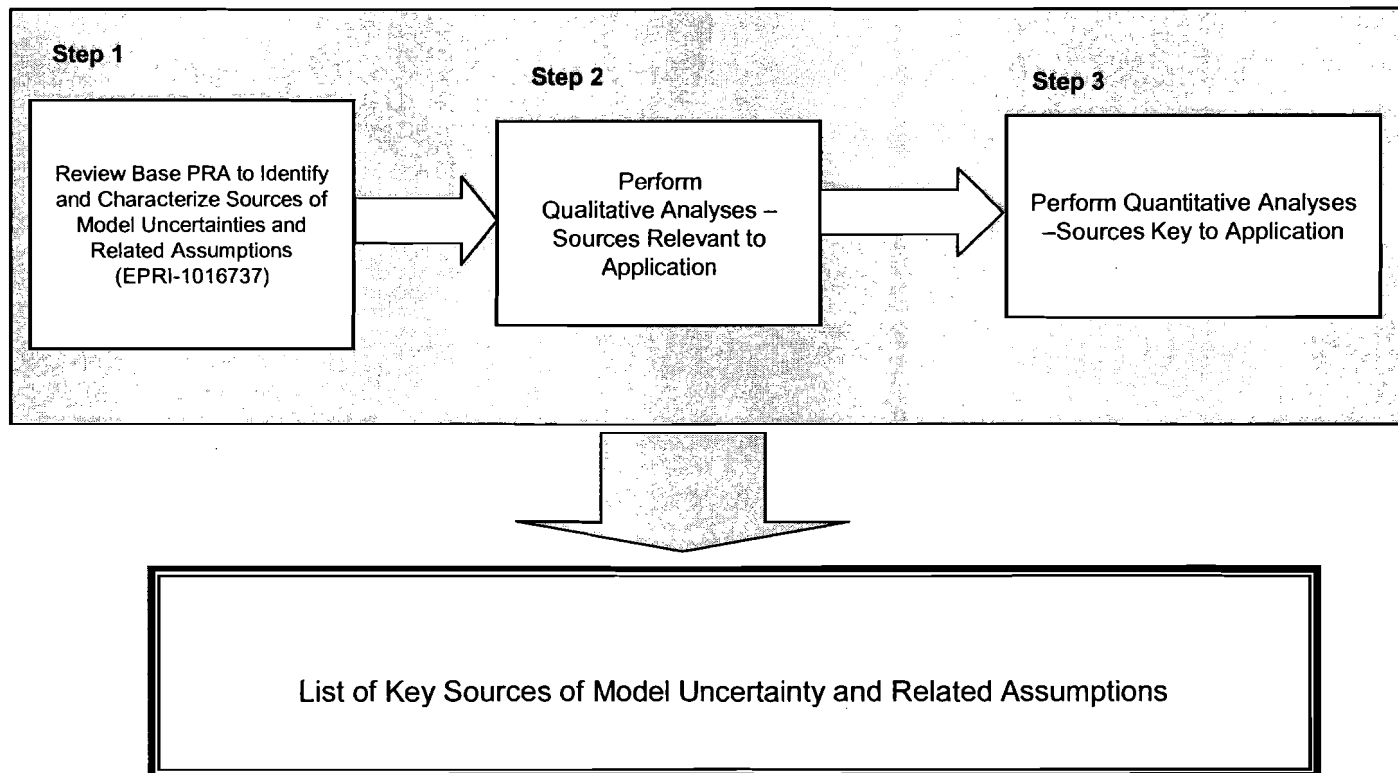 Step 1
Review Base PRA to Identify
and Characterize Sources of
Model Uncertainties and
Related Assumptions
(EPRI-1016737)
Step 2
Perform
Qualitative Analyses –
Sources Relevant to
Application
Step 3
Perform Quantitative Analyses
–Sources Key to Application
List of Key Sources of Model Uncertainty and Related Assumptions